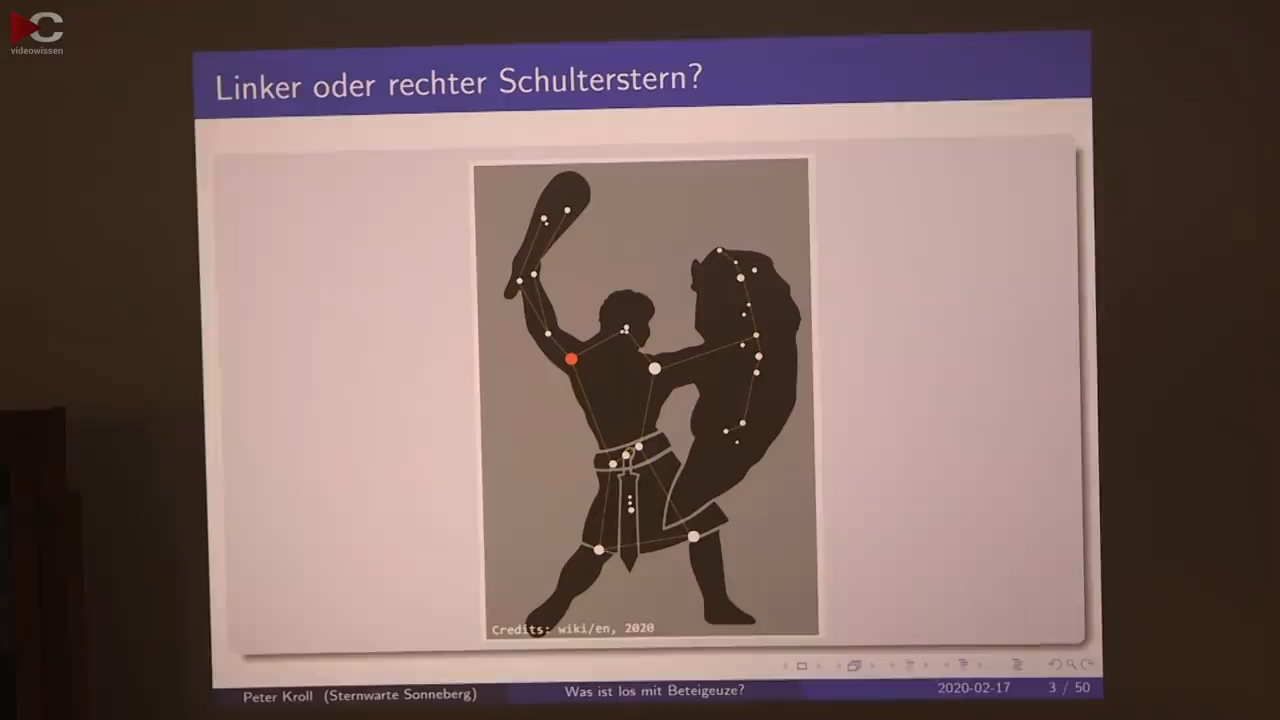 videowissen
Linker oder rechter Schulterstern?
Credits: wiki/en, 2020
Peter Kroll (Sternwarte Sonneberg)
Was ist los mit Beteigeuze?
2020-02-17
3 / 50